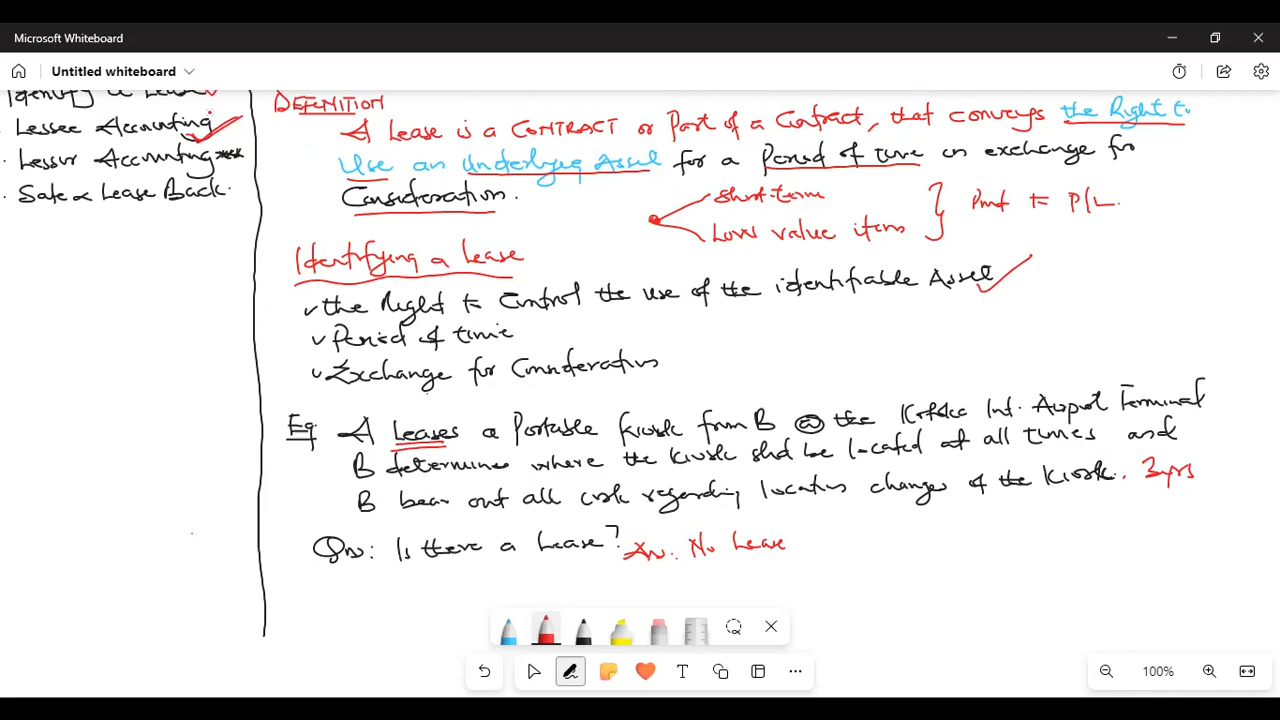 Microsoft Whiteboard
Untitled whiteboard
Identify a Lease
Lessee Accounting
Lessor Accounting
Sale & Lease Back.
DEFINITION
A Lease is a CONTRACT or Part of a Contract, that conveys the Right to
Use an Underlying Asset for a Period of time in exchange for
Consideration.
Short-term
Low value items
Pmt to P/L.
Identifying a Lease
the Right to Control the use of the identifiable Asset
Period of time
Exchange for Consideration
Eg: A Leases a Portable Kiosk from B @ the Int. Airport Terminal
B determines where the Kiosk shd be located at all times and
B bear out all cost regarding location changes of the Kiosk. 3yrs
Qn: Is there a Lease? An: No Lease
100%